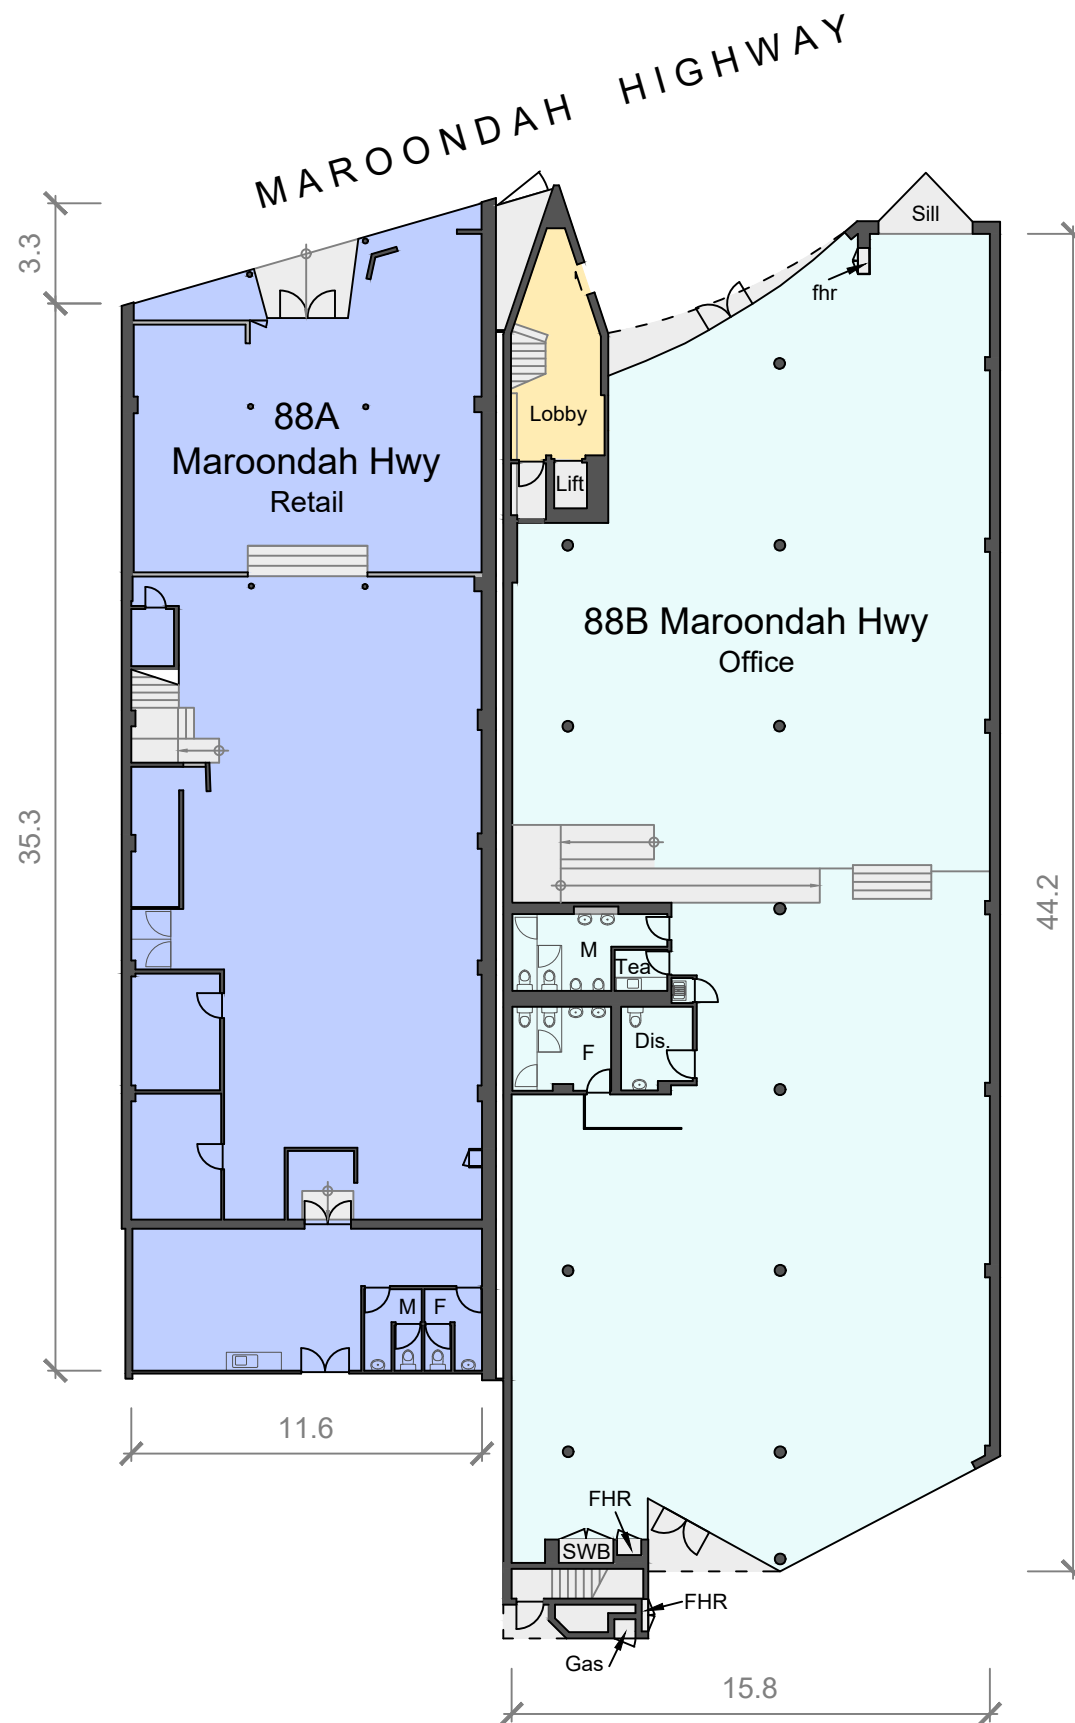 MAROONDAH HIGHWAY
3.3
Sill
fhr
88A
Maroondah Hwy
Retail
Lobby
Lift
88B Maroondah Hwy
Office
35.3
44.2
M
Tea
F
Dis.
M F
11.6
FHR
SWB
FHR
Gas
15.8